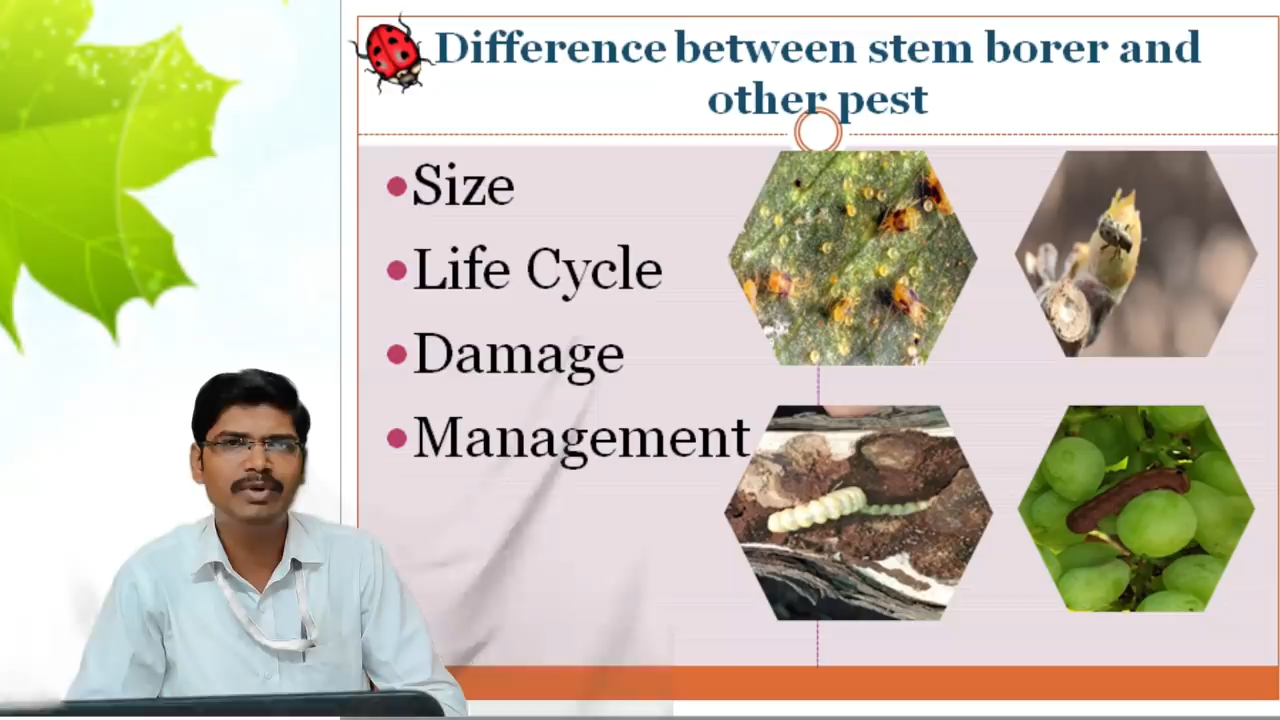 Difference between stem borer and
other pest
Size
Life Cycle
Damage
Management